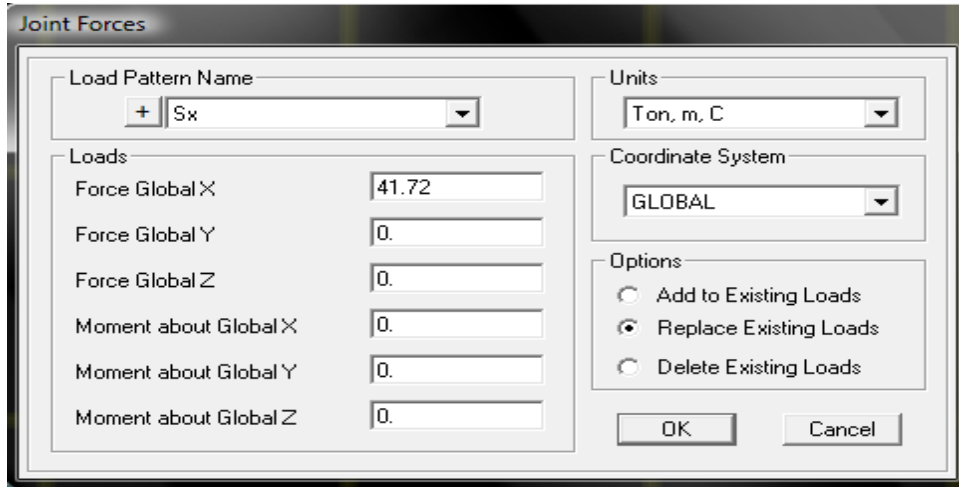 Joint Forces
Load Pattern Name
+ Sx
Units
Ton, m, C
Loads
Force Global X 41.72
Force Global Y 0.
Force Global Z 0.
Moment about Global X 0.
Moment about Global Y 0.
Moment about Global Z 0.
Coordinate System
GLOBAL
Options
Add to Existing Loads
Replace Existing Loads
Delete Existing Loads
OK Cancel